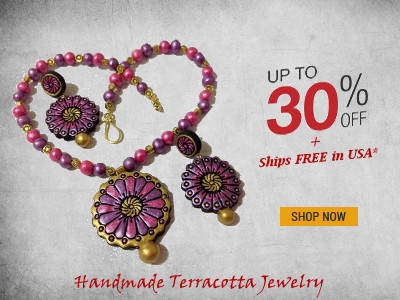 UP TO
30% OFF
+
Ships FREE in USA*
SHOP NOW
Handmade Terracotta Jewelry